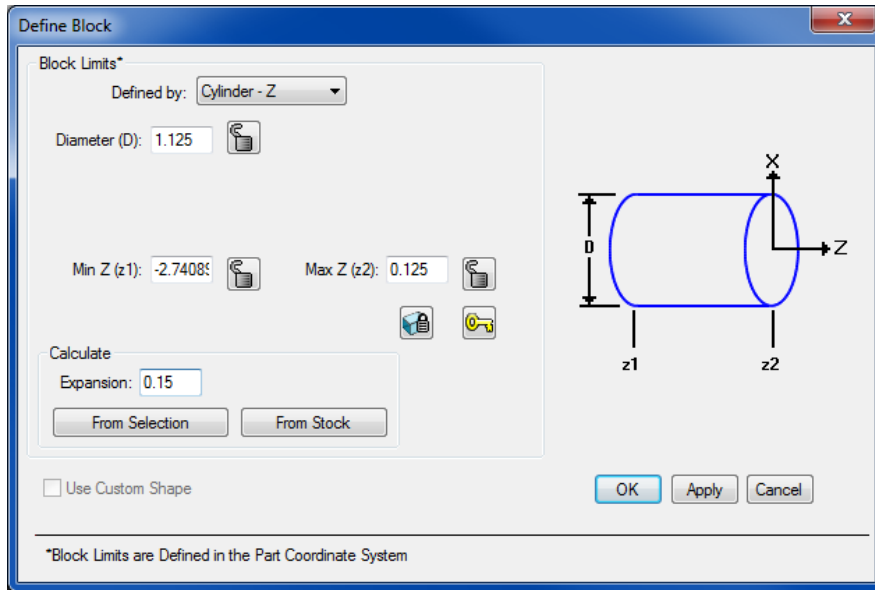 Define Block
Block Limits*
Defined by: Cylinder - Z
Diameter (D): 1.125
X
D
Z
Min Z (z1): -2.74089 Max Z (z2): 0.125
z1 z2
Calculate
Expansion: 0.15
From Selection From Stock
Use Custom Shape
OK Apply Cancel
*Block Limits are Defined in the Part Coordinate System